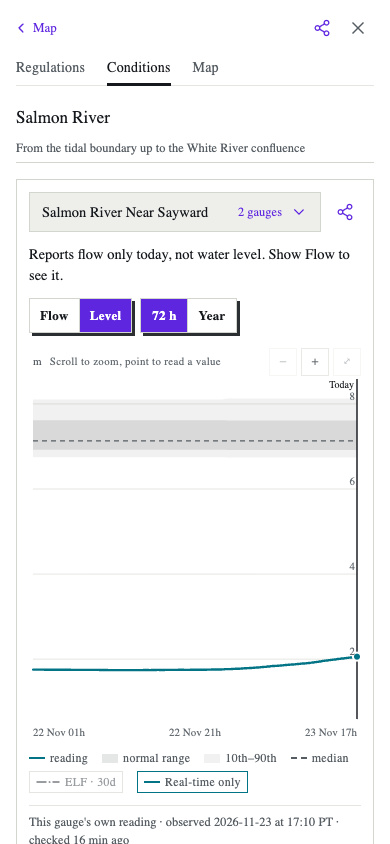 Map
Regulations Conditions Map
Salmon River
From the tidal boundary up to the White River confluence
Salmon River Near Sayward 2 gauges
Reports flow only today, not water level. Show Flow to
see it.
Flow Level 72 h Year
m Scroll to zoom, point to read a value
Today
8
6
4
2
22 Nov 01h 22 Nov 21h 23 Nov 17h
reading normal range 10th–90th median
ELF · 30d Real-time only
This gauge's own reading · observed 2026-11-23 at 17:10 PT ·
checked 16 min ago